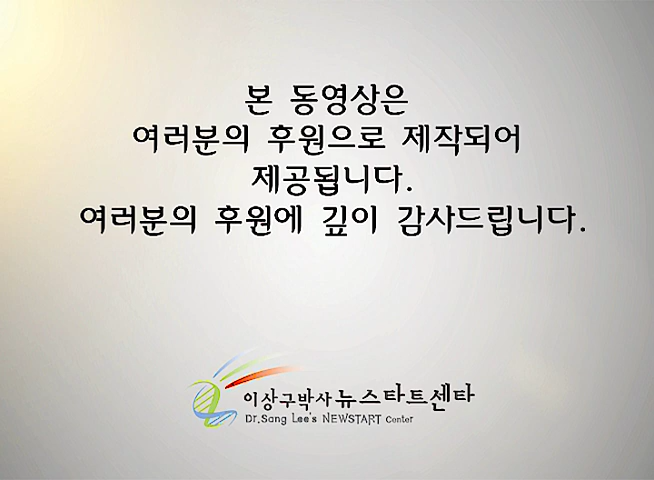 본 동영상은
여러분의 후원으로 제작되어
제공됩니다.
여러분의 후원에 깊이 감사드립니다.
이상구박사 뉴스타트센타
Dr.Sang Lee's NEWSTART Center